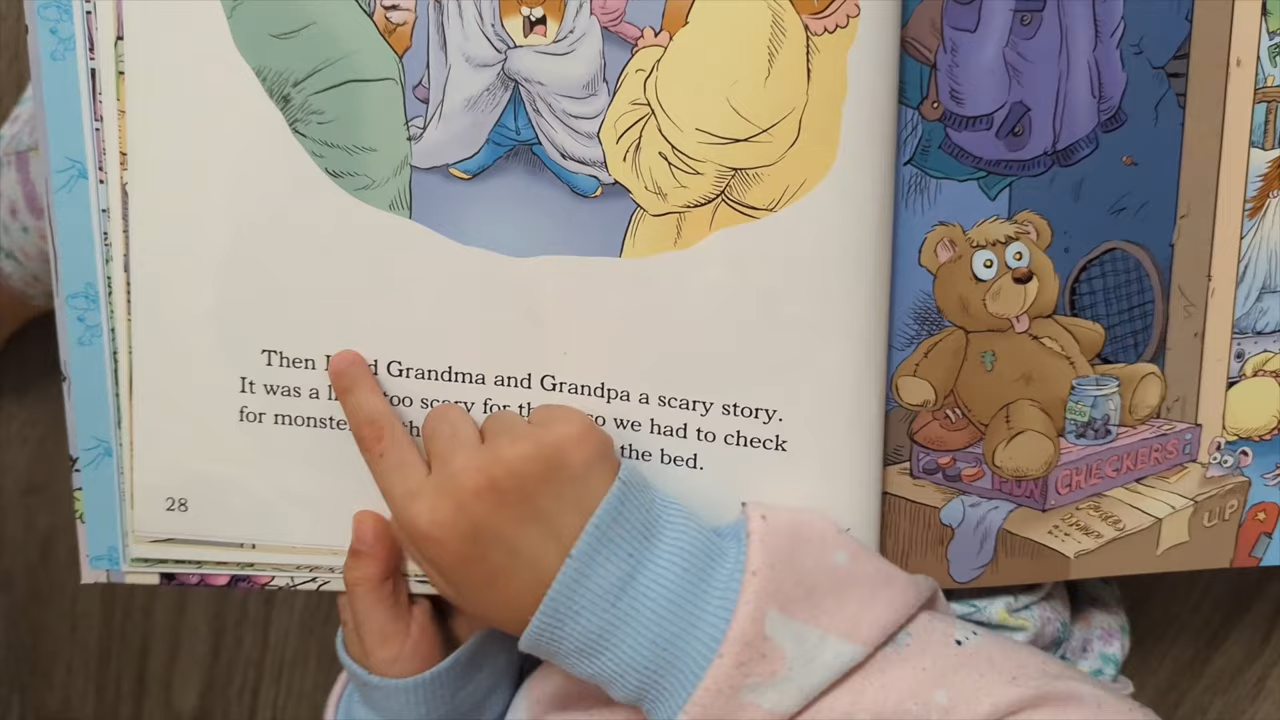 Then I Grandma and Grandpa a scary story.
It was a too scary for so we had to check
for the bed.
28
FUN CHECKERS
UP